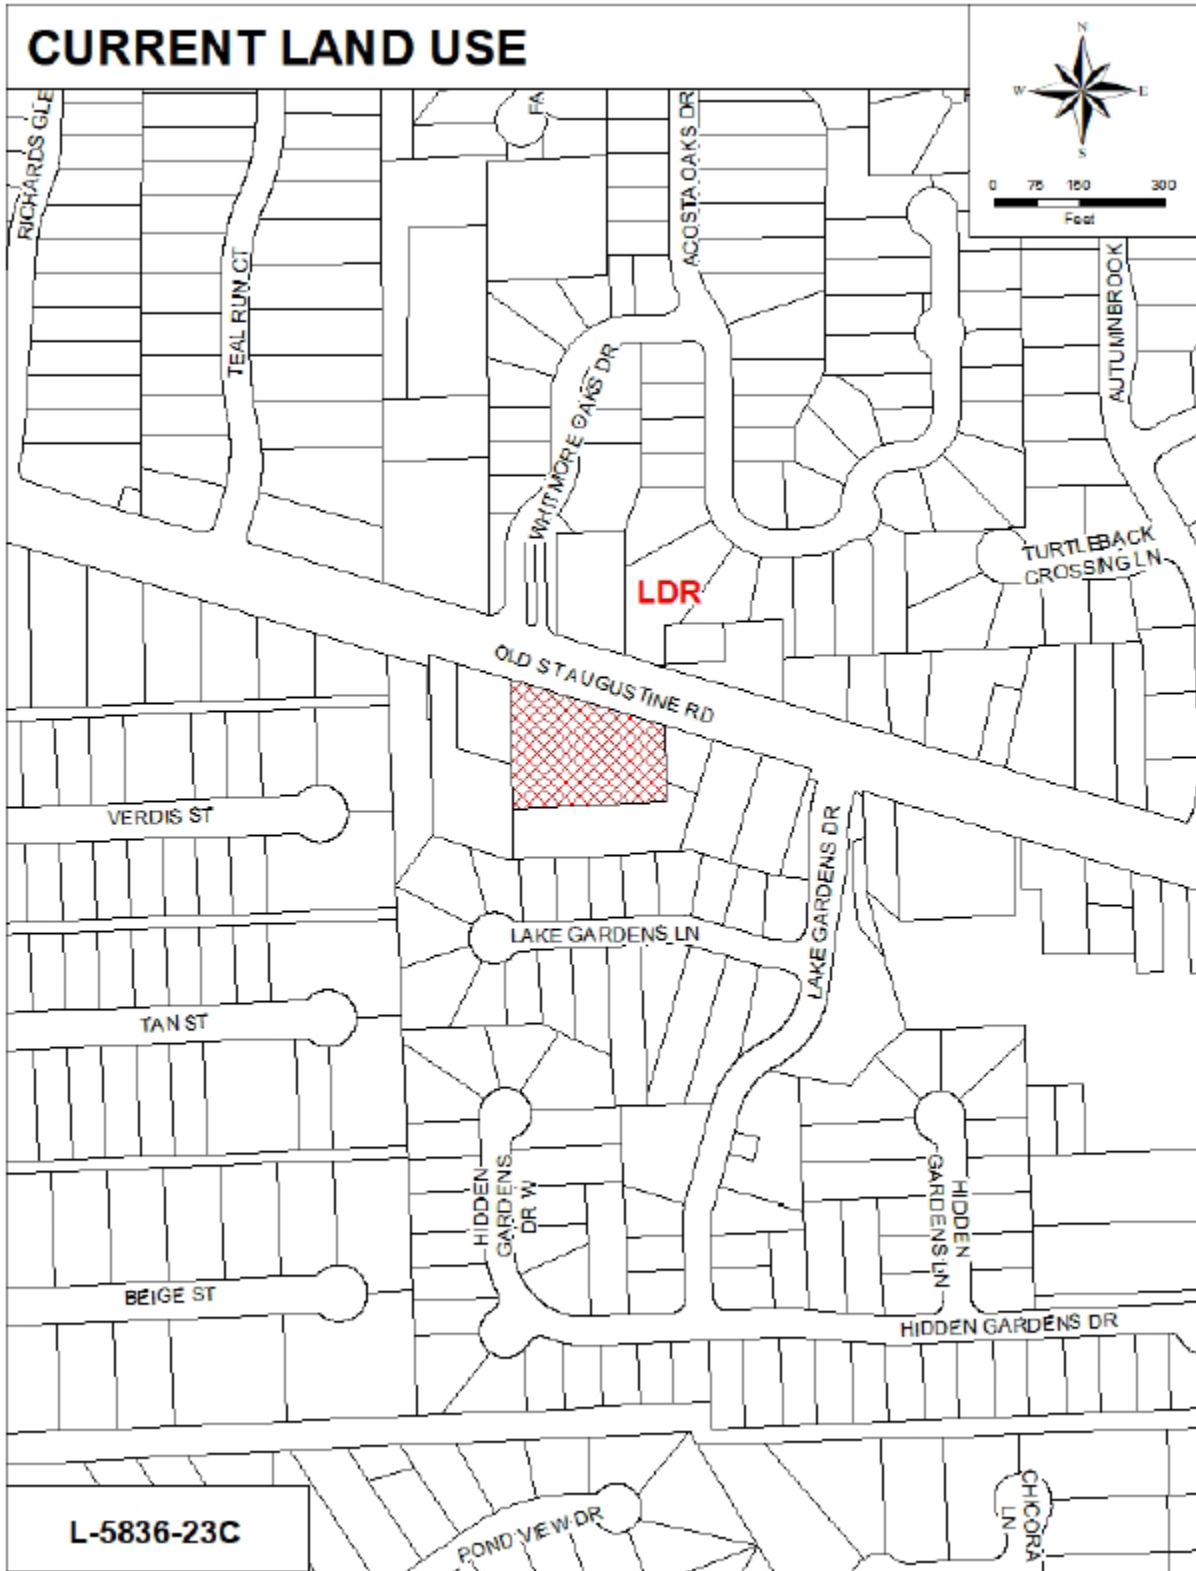 CURRENT LAND USE
N
W
E
S
0 75 150 300
Feet
RICHARDS GLE
FA
ACOSTA OAKS DR
TEAL RUN CT
AUTUMNBROOK
WHITMORE OAKS DR
TURTLEBACK
CROSSING LN
LDR
OLD ST AUGUSTINE RD
VERDIS ST
LAKE GARDENS DR
LAKE GARDENS LN
TAN ST
HIDDEN
GARDENS
DR W
HIDDEN
GARDENS LN
BEIGE ST
HIDDEN GARDENS DR
CHICORA
LN
POND VIEW DR
L-5836-23C